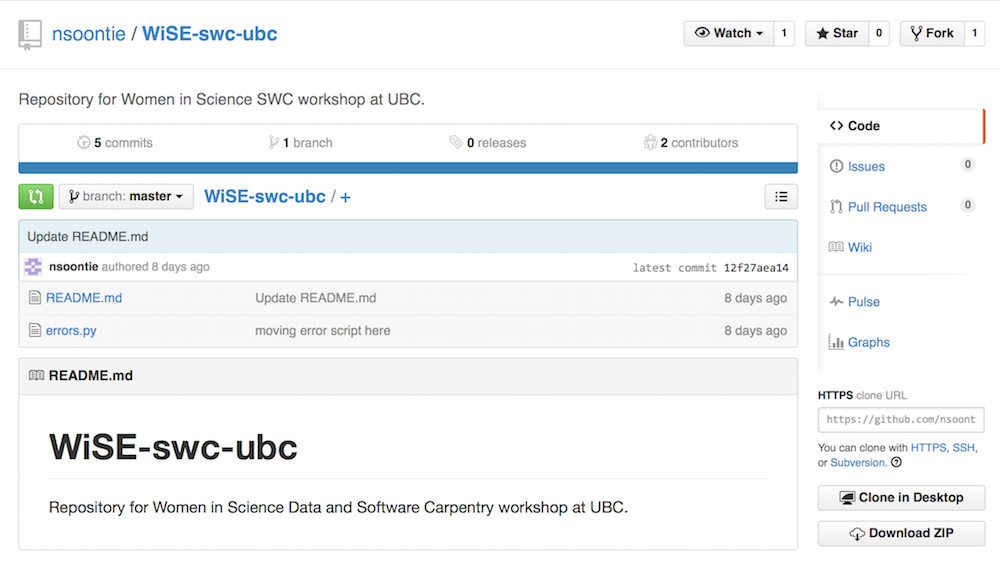 nsoontie / WiSE-swc-ubc
Watch 1 Star 0 Fork 1
Repository for Women in Science SWC workshop at UBC.
5 commits 1 branch 0 releases 2 contributors
branch: master WiSE-swc-ubc / +
Update README.md
nsoontie authored 8 days ago latest commit 12f27aea14
README.md Update README.md 8 days ago
errors.py moving error script here 8 days ago
README.md
WiSE-swc-ubc
Repository for Women in Science Data and Software Carpentry workshop at UBC.
Code
Issues 0
Pull Requests 0
Wiki
Pulse
Graphs
HTTPS clone URL
https://github.com/nsoont
You can clone with HTTPS, SSH,
or Subversion. ?
Clone in Desktop
Download ZIP